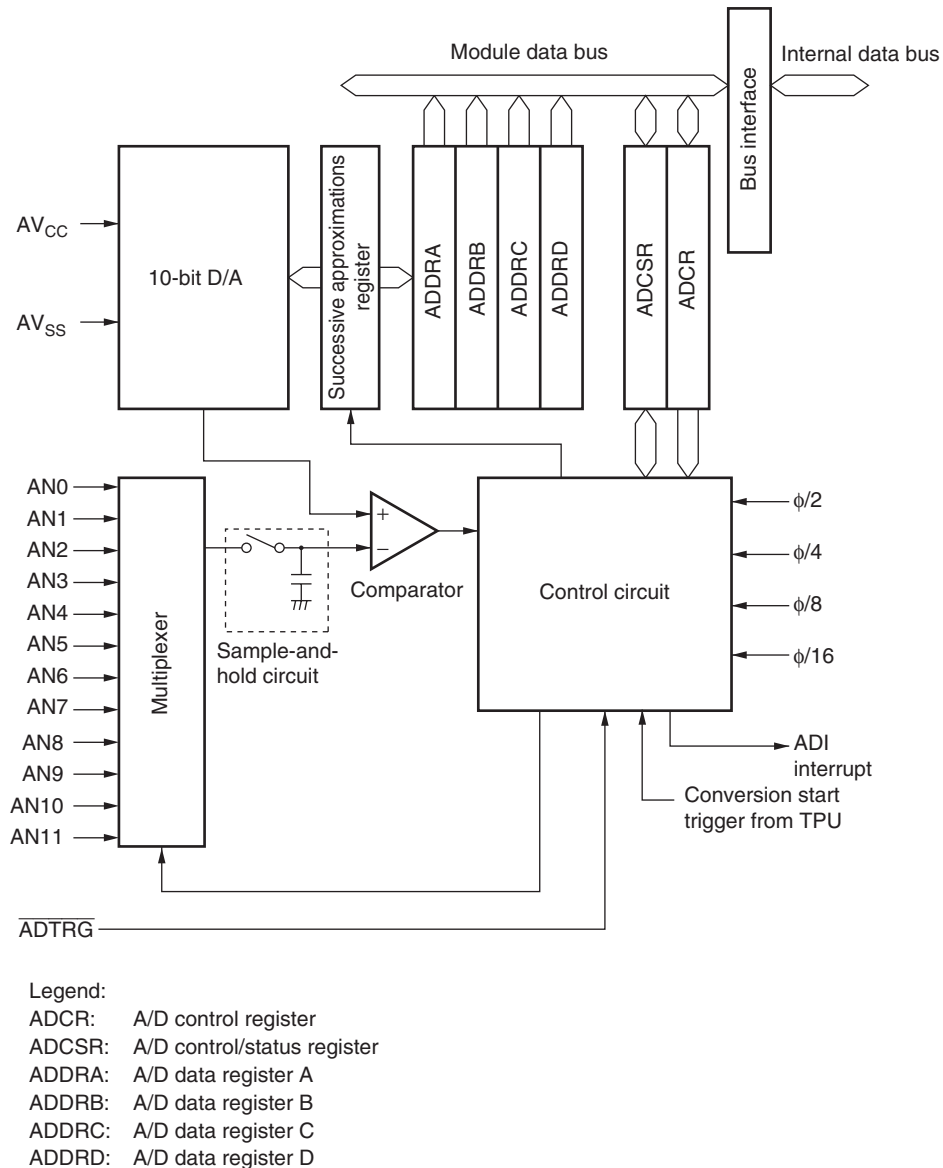 Module data bus
Internal data bus
Bus interface
AVCC
AVSS
10-bit D/A
Successive approximations
register
ADDRA
ADDRB
ADDRC
ADDRD
ADCSR
ADCR
AN0
AN1
AN2
AN3
AN4
AN5
AN6
AN7
AN8
AN9
AN10
AN11
Multiplexer
+
−
Comparator
Sample-and-
hold circuit
Control circuit
ϕ/2
ϕ/4
ϕ/8
ϕ/16
ADI
interrupt
Conversion start
trigger from TPU
ADTRG
Legend:
ADCR: A/D control register
ADCSR: A/D control/status register
ADDRA: A/D data register A
ADDRB: A/D data register B
ADDRC: A/D data register C
ADDRD: A/D data register D